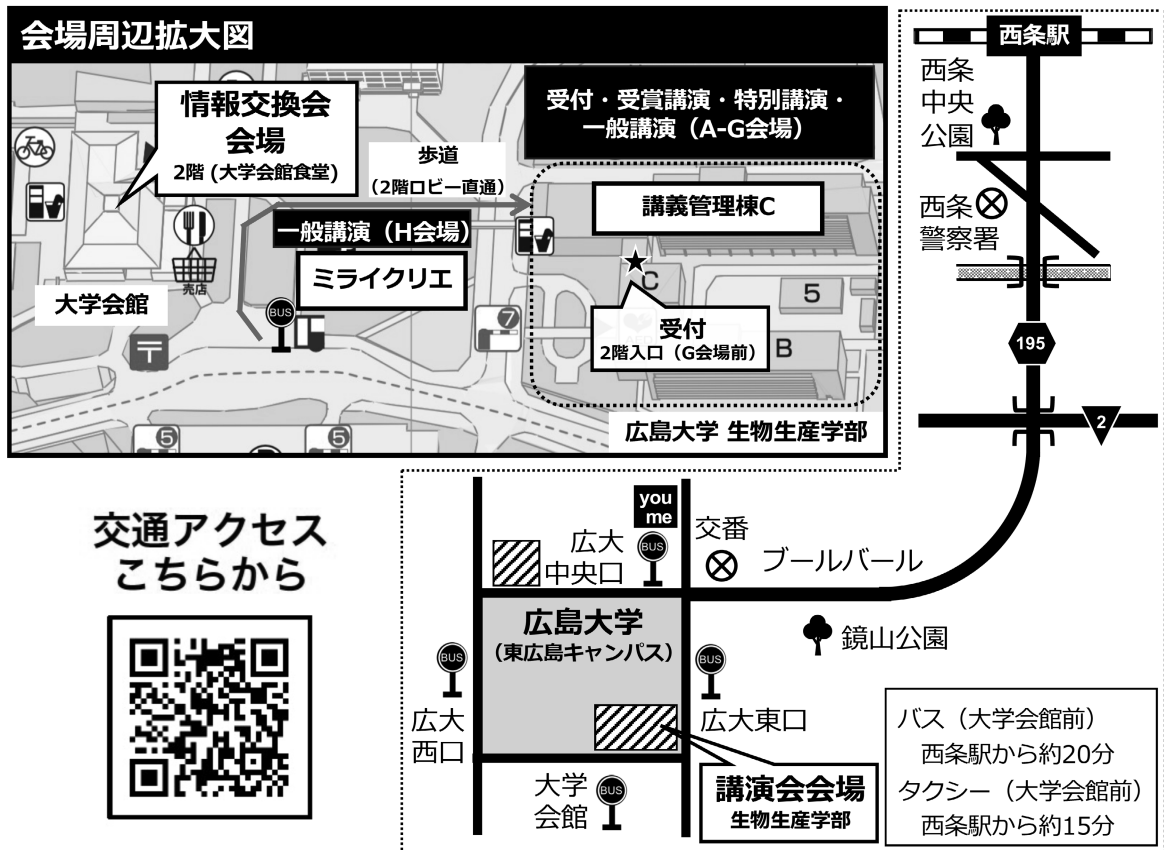 会場周辺拡大図
情報交換会
会場
2階 (大学会館食堂)
受付・受賞講演・特別講演・
一般講演（A-G会場）
歩道
（2階ロビー直通）
講義管理棟C
一般講演（H会場）
ミライクリエ
売店
大学会館
BUS
〒
7
C
5
受付
2階入口（G会場前）
B
広島大学 生物生産学部
5
5
西条駅
西条
中央
公園
西条
警察署
195
2
交通アクセス
こちらから
you
me
広大
中央口
BUS
交番
ブールバール
広島大学
（東広島キャンパス）
鏡山公園
BUS
広大
西口
BUS
広大東口
講演会会場
生物生産学部
大学
会館
BUS
バス（大学会館前）
西条駅から約20分
タクシー（大学会館前）
西条駅から約15分